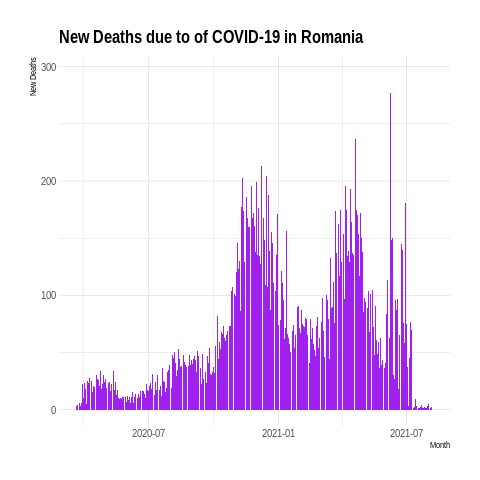 New Deaths due to of COVID-19 in Romania
New Deaths
300
200
100
0
2020-07
2021-01
2021-07
Month